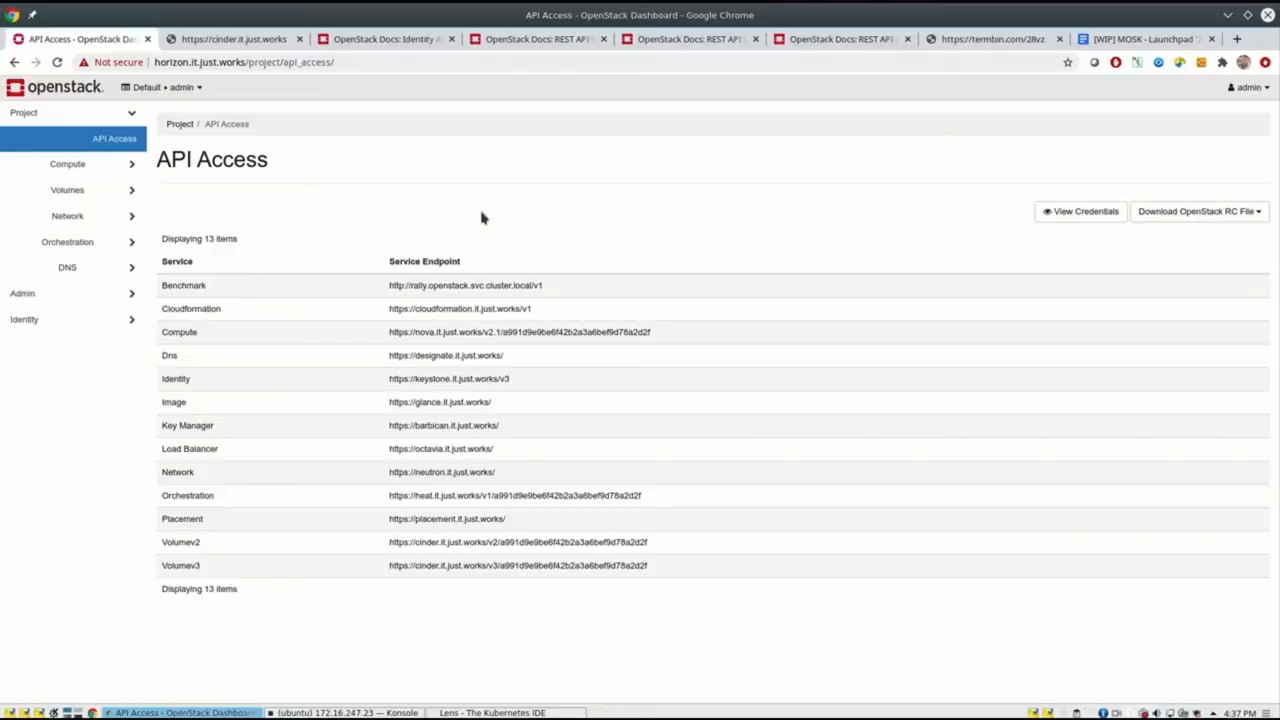 API Access - OpenStack Dashboard - Google Chrome
API Access - OpenStack Das
https://cinder.it.just.works
OpenStack Docs: Identity A
OpenStack Docs: REST API
OpenStack Docs: REST API
OpenStack Docs: REST API
https://termbin.com/28vz
[WIP] MOSK - Launchpad
Not secure
horizon.it.just.works/project/api_access/
openstack.
Default • admin
admin
Project
API Access
Compute
Volumes
Network
Orchestration
DNS
Admin
Identity
Project / API Access
API Access
View Credentials
Download OpenStack RC File
Displaying 13 items
Service Service Endpoint
Benchmark http://rally.openstack.svc.cluster.local/v1
Cloudformation https://cloudformation.it.just.works/v1
Compute https://nova.it.just.works/v2.1/a991d9e9be6f42b2a3a6bef9d78a2d2f
Dns https://designate.it.just.works/
Identity https://keystone.it.just.works/v3
Image https://glance.it.just.works/
Key Manager https://barbican.it.just.works/
Load Balancer https://octavia.it.just.works/
Network https://neutron.it.just.works/
Orchestration https://heat.it.just.works/v1/a991d9e9be6f42b2a3a6bef9d78a2d2f
Placement https://placement.it.just.works/
Volumev2 https://cinder.it.just.works/v2/a991d9e9be6f42b2a3a6bef9d78a2d2f
Volumev3 https://cinder.it.just.works/v3/a991d9e9be6f42b2a3a6bef9d78a2d2f
Displaying 13 items
API Access - OpenStack Dashboard
(ubuntu) 172.16.247.23 — Konsole
Lens - The Kubernetes IDE
4:37 PM